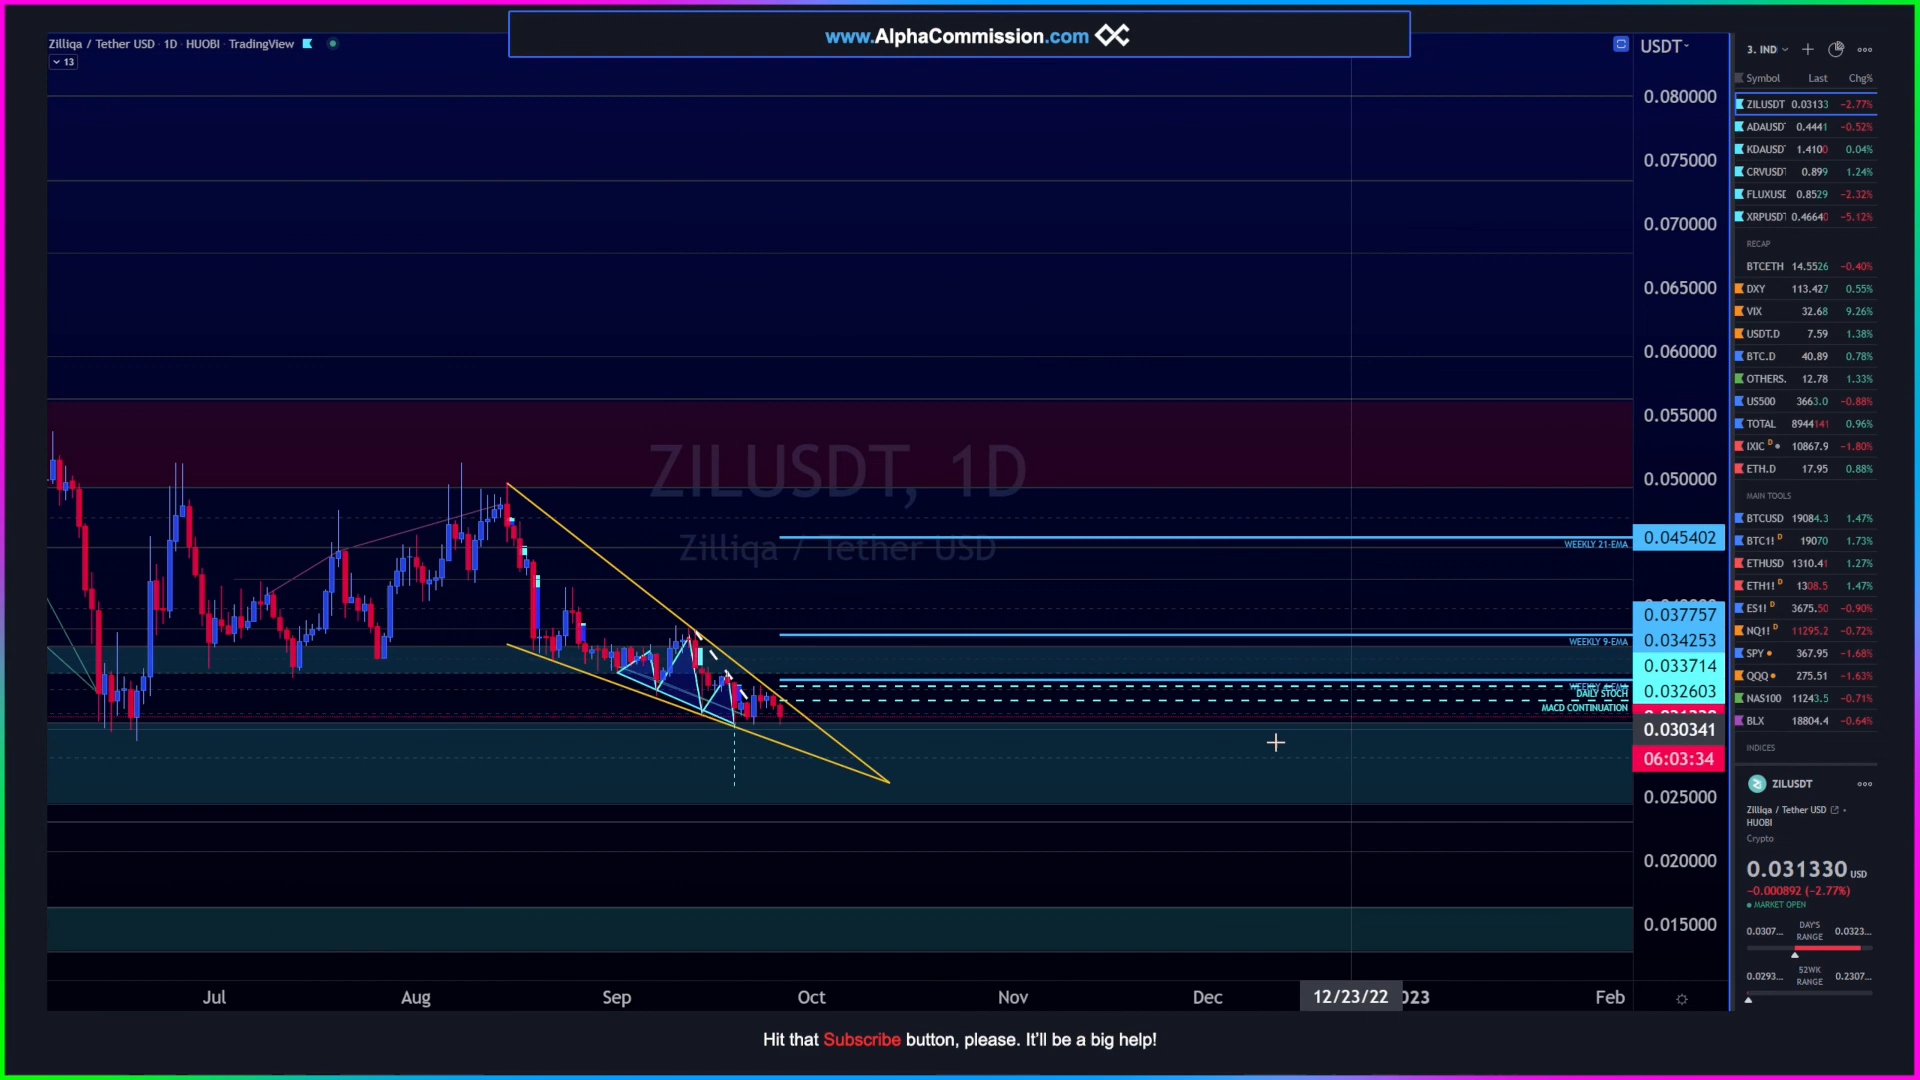 www.AlphaCommission.com
Zilliqa / Tether USD · 1D · HUOBI · TradingView
13
USDT
0.080000
0.075000
0.070000
0.065000
0.060000
0.055000
0.050000
0.045402
0.037757
0.034253
0.033714
0.032603
0.030341
06:03:34
0.025000
0.020000
0.015000
ZILUSDT, 1D
Zilliqa / Tether USD
WEEKLY 21-EMA
WEEKLY 9-EMA
DAILY STOCH
MACD CONTINUATION
Jul Aug Sep Oct Nov Dec 12/23/22 Feb
3. IND
Symbol Last Chg%
ZILUSDT 0.03133 −2.77%
ADAUSD 0.4441 −0.52%
KDAUSD 1.4100 0.04%
CRVUSD 0.899 1.24%
FLUXUSD 0.8529 −2.32%
XRPUSD 0.46640 −5.12%
RECAP
BTCETH 14.5526 −0.40%
DXY 113.427 0.55%
VIX 32.68 9.26%
USDT.D 7.59 1.38%
BTC.D 40.89 0.78%
OTHERS. 12.78 1.33%
US500 3663.0 −0.88%
TOTAL 8944141 0.96%
IXIC D 10867.9 −1.80%
ETH.D 17.95 0.88%
MAIN TOOLS
BTCUSD 19084.3 1.47%
BTC1! D 19070 1.73%
ETHUSD 1310.41 1.27%
ETH1! D 1308.5 1.47%
ES1! D 3675.50 −0.90%
NQ1! D 11295.2 −0.72%
SPY 367.95 −1.68%
QQQ 275.51 −1.63%
NAS100 11243.5 −0.71%
BLX 18804.4 −0.64%
INDICES
ZILUSDT
Zilliqa / Tether USD
HUOBI
Crypto
0.031330 USD
−0.000892 (−2.77%)
MARKET OPEN
0.0307... DAY'S RANGE 0.0323...
0.0293... 52WK RANGE 0.2307...
Hit that Subscribe button, please. It'll be a big help!